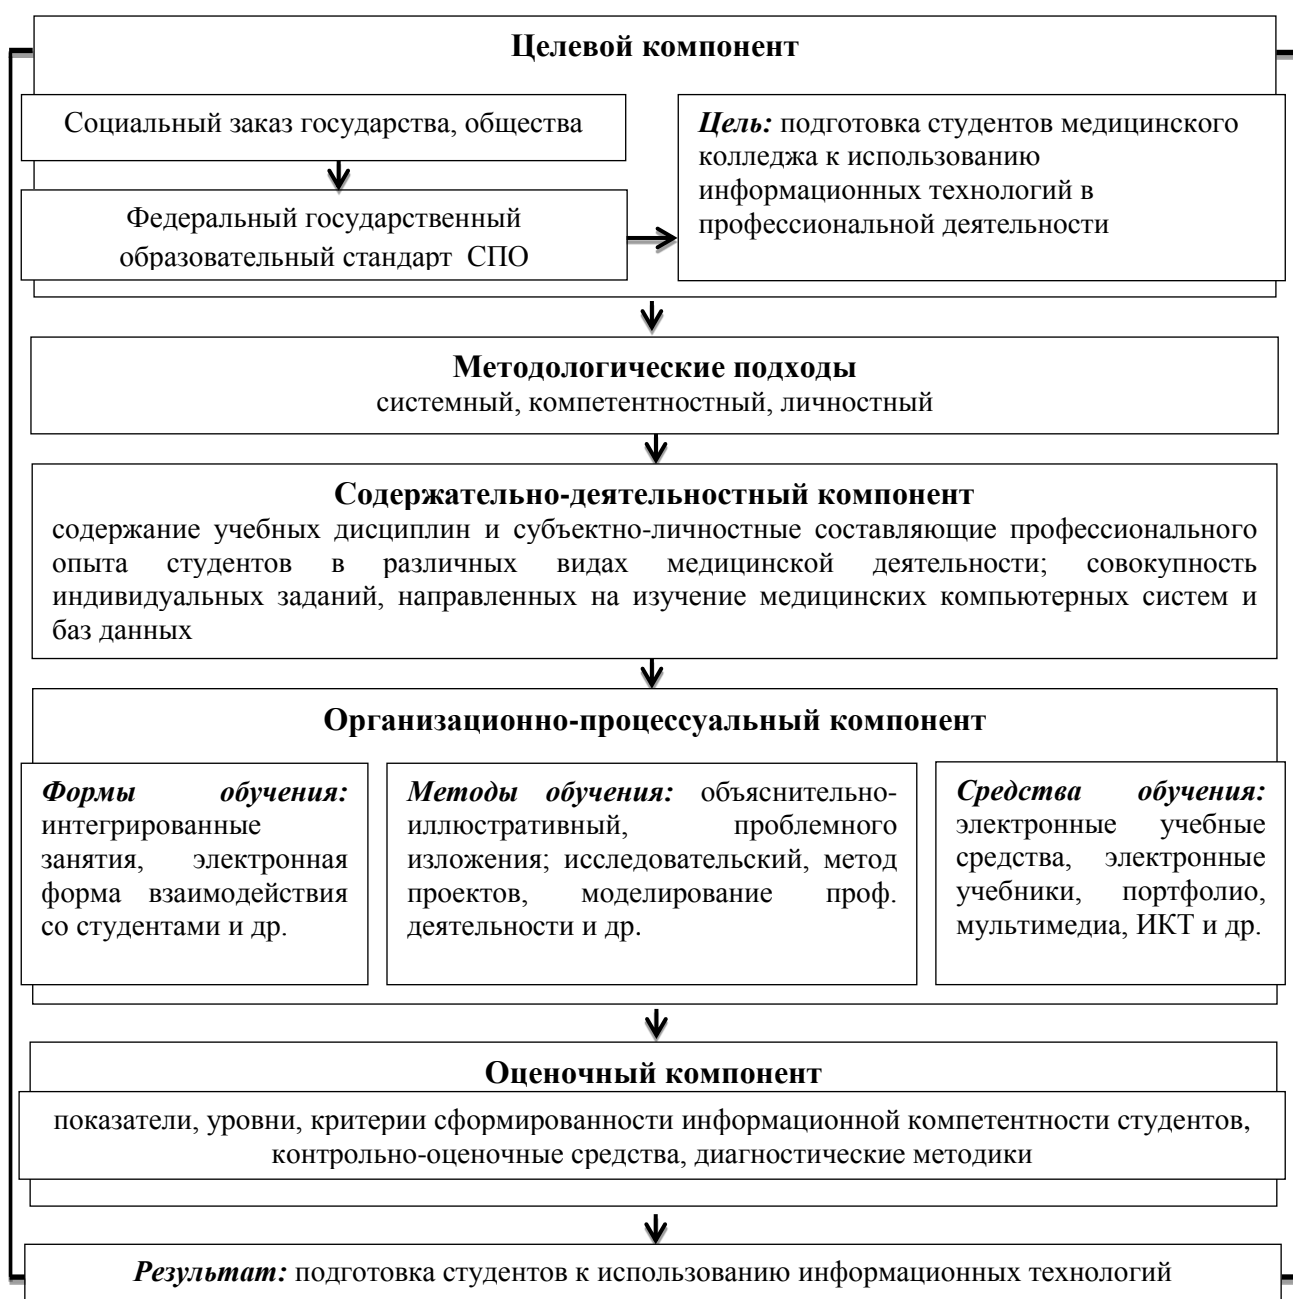 Целевой компонент
Социальный заказ государства, общества
Федеральный государственный
образовательный стандарт СПО
Цель: подготовка студентов медицинского
колледжа к использованию
информационных технологий в
профессиональной деятельности
Методологические подходы
системный, компетентностный, личностный
Содержательно-деятельностный компонент
содержание учебных дисциплин и субъектно-личностные составляющие профессионального
опыта студентов в различных видах медицинской деятельности; совокупность
индивидуальных заданий, направленных на изучение медицинских компьютерных систем и
баз данных
Организационно-процессуальный компонент
Формы обучения:
интегрированные
занятия, электронная
форма взаимодействия
со студентами и др.
Методы обучения: объяснительно-
иллюстративный, проблемного
изложения; исследовательский, метод
проектов, моделирование проф.
деятельности и др.
Средства обучения:
электронные учебные
средства, электронные
учебники, портфолио,
мультимедиа, ИКТ и др.
Оценочный компонент
показатели, уровни, критерии сформированности информационной компетентности студентов,
контрольно-оценочные средства, диагностические методики
Результат: подготовка студентов к использованию информационных технологий